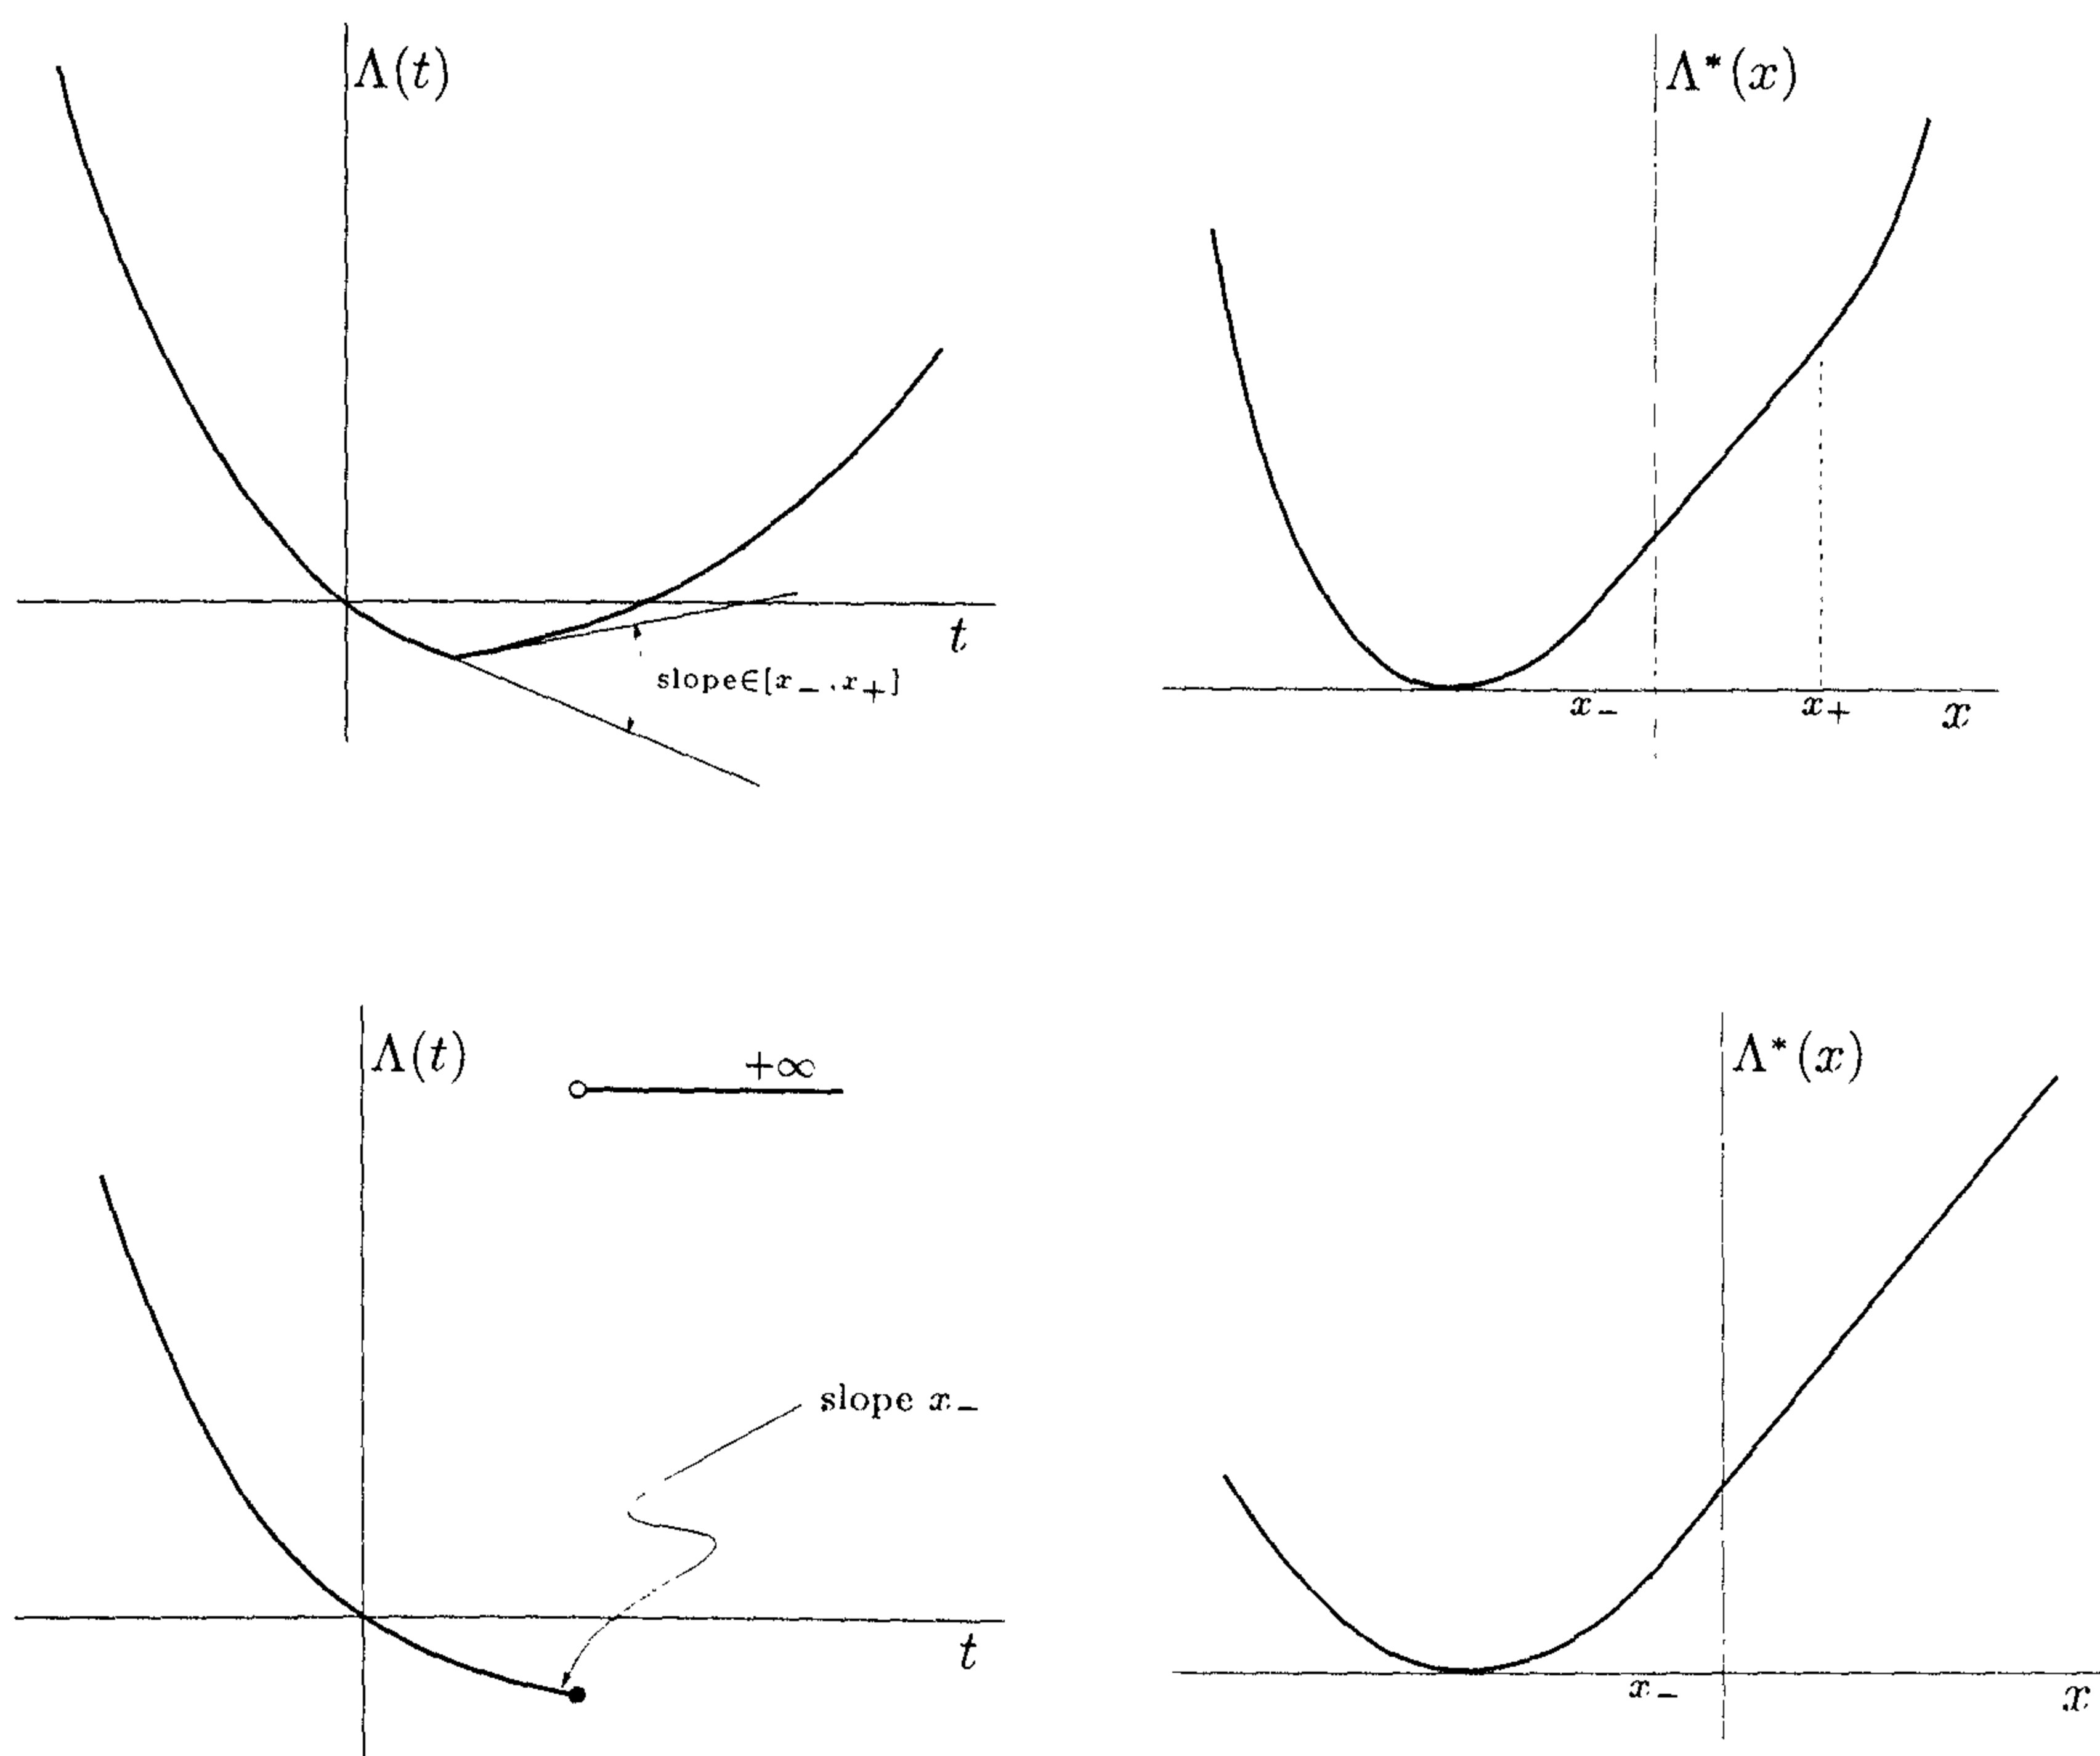 Λ(t)
Λ*(x)
t
slope∈[x₋, x₊]
x₋
x₊
x
Λ(t)
+∞
Λ*(x)
slope x₋
t
x₋
x